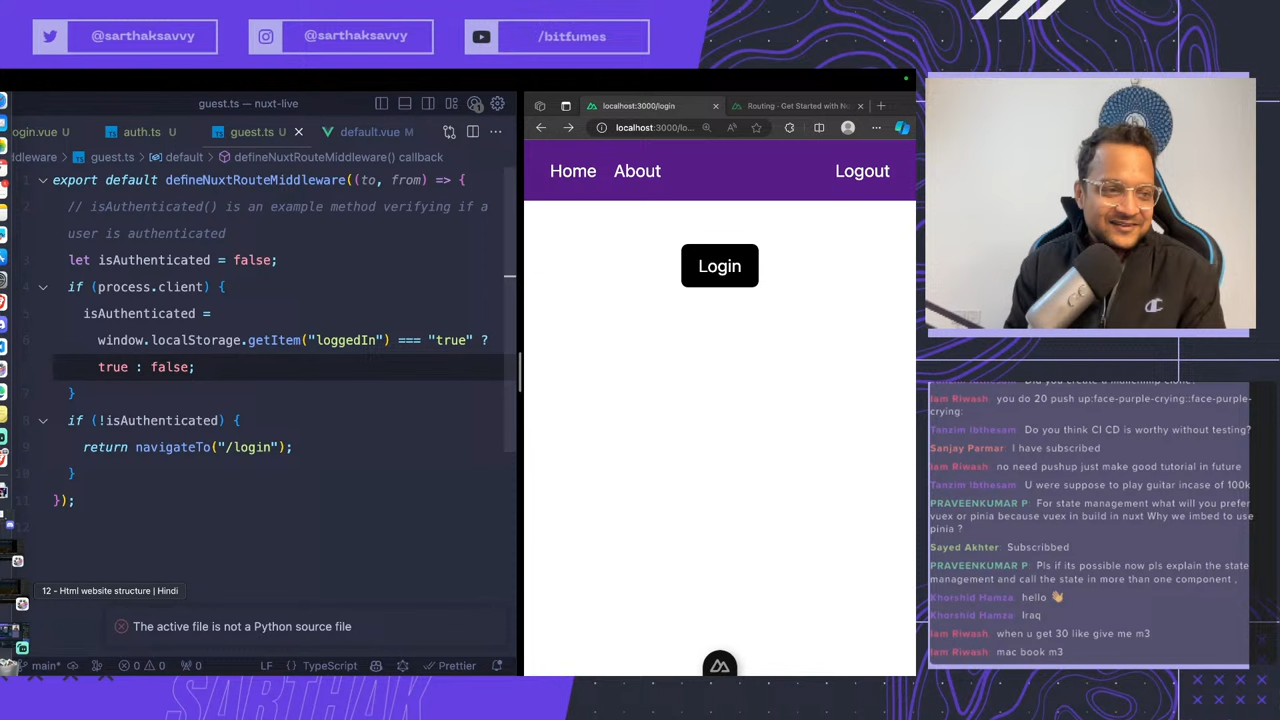 @sarthaksavvy
@sarthaksavvy
/bitfumes
guest.ts — nuxt-live
ogin.vue U
auth.ts U
guest.ts U
default.vue M
ddleware > guest.ts > default > defineNuxtRouteMiddleware() callback
1 export default defineNuxtRouteMiddleware((to, from) => {
// isAuthenticated() is an example method verifying if a
user is authenticated
let isAuthenticated = false;
if (process.client) {
isAuthenticated =
window.localStorage.getItem("loggedIn") === "true" ?
true : false;
}
if (!isAuthenticated) {
return navigateTo("/login");
}
});
12 - Html website structure | Hindi
The active file is not a Python source file
main*
0 0
0
LF
TypeScript
Prettier
localhost:3000/login
Routing · Get Started with Nu
localhost:3000/lo...
Home
About
Logout
Login
Iam Riwash you do 20 push up:face-purple-crying::face-purple-
crying:
Tanzim Ibthesam Do you think CI CD is worthy without testing?
Sanjay Parmar I have subscribed
Iam Riwash no need pushup just make good tutorial in future
Tanzim Ibthesam U were suppose to play guitar incase of 100k
PRAVEENKUMAR P For state management what will you prefer
vuex or pinia because vuex in build in nuxt Why we imbed to use
pinia ?
Sayed Akhter Subscribbed
PRAVEENKUMAR P Pls if its possible now pls explain the state
management and call the state in more than one component ,
Khorshid Hamza hello 👋
Khorshid Hamza Iraq
Iam Riwash when u get 30 like give me m3
Iam Riwash mac book m3
SARTHAK